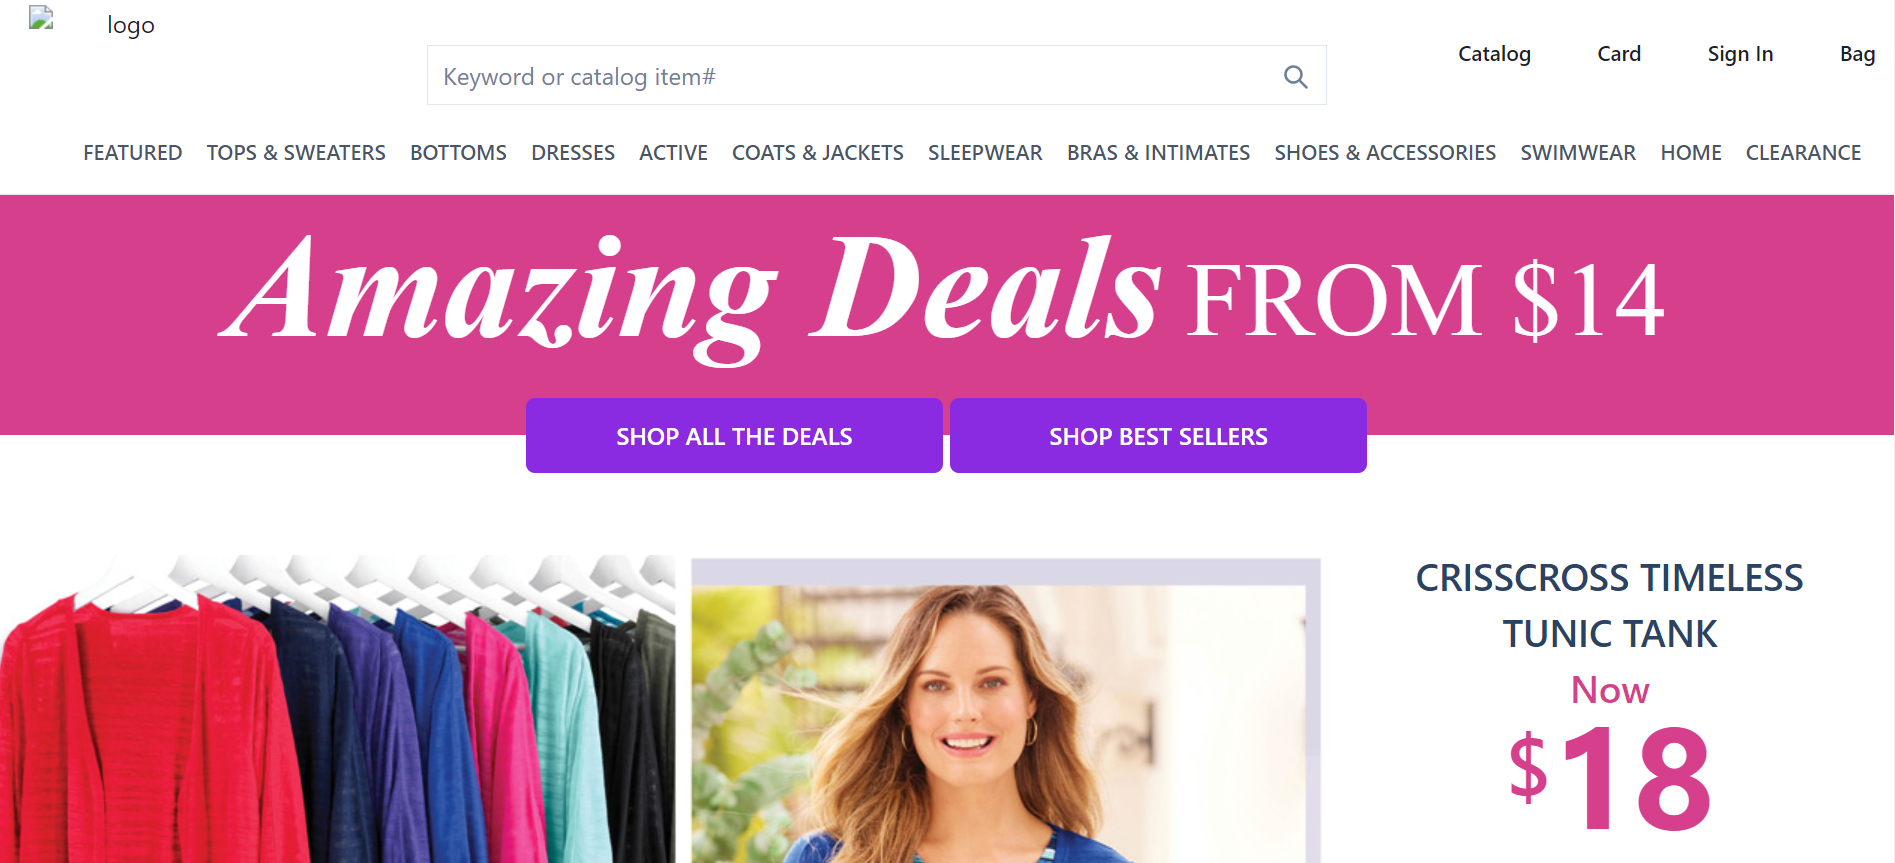 logo
Keyword or catalog item#
Catalog Card Sign In Bag
FEATURED TOPS & SWEATERS BOTTOMS DRESSES ACTIVE COATS & JACKETS SLEEPWEAR BRAS & INTIMATES SHOES & ACCESSORIES SWIMWEAR HOME CLEARANCE
Amazing Deals FROM $14
SHOP ALL THE DEALS SHOP BEST SELLERS
CRISSCROSS TIMELESS
TUNIC TANK
Now
$18